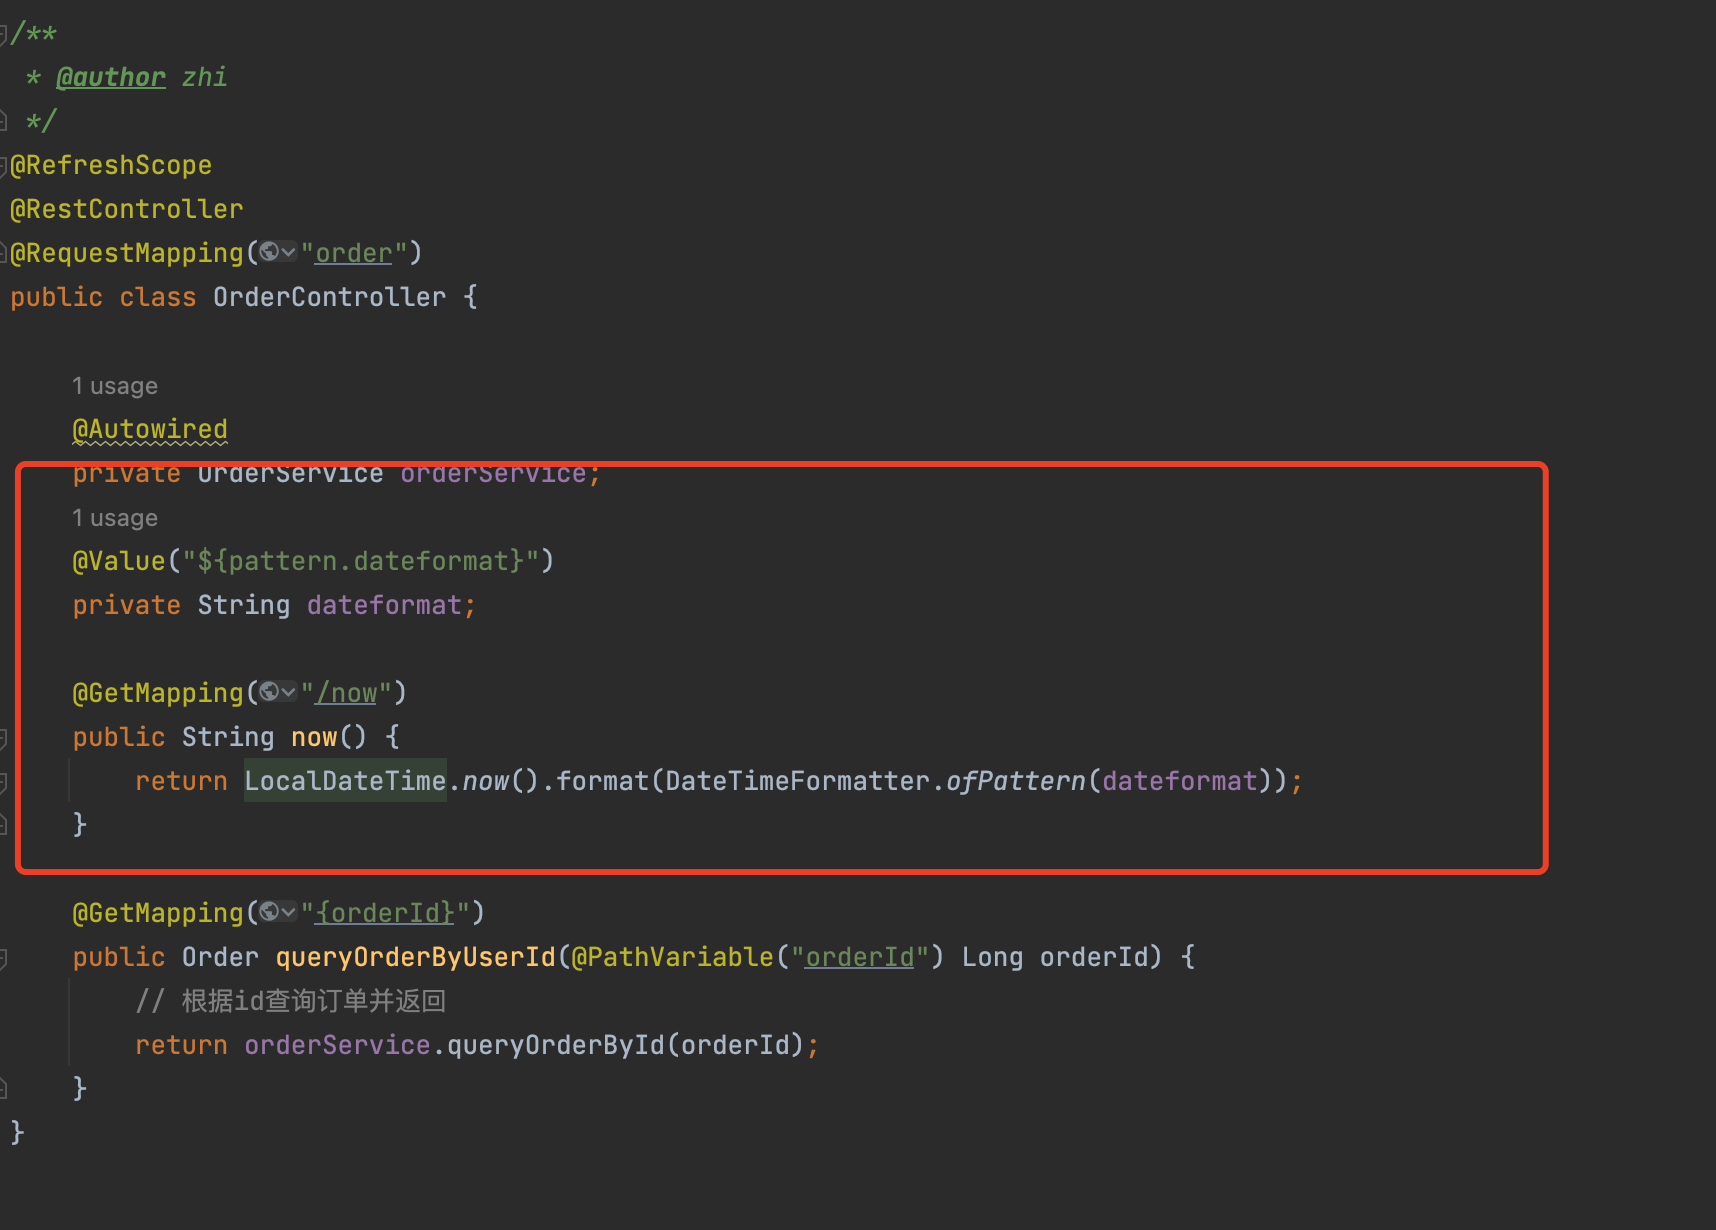 /**
 * @author zhi
 */
@RefreshScope
@RestController
@RequestMapping("order")
public class OrderController {
1 usage
@Autowired
private OrderService orderService;
1 usage
@Value("${pattern.dateformat}")
private String dateformat;
@GetMapping("/now")
public String now() {
return LocalDateTime.now().format(DateTimeFormatter.ofPattern(dateformat));
}
@GetMapping("{orderId}")
public Order queryOrderByUserId(@PathVariable("orderId") Long orderId) {
// 根据id查询订单并返回
return orderService.queryOrderById(orderId);
}
}